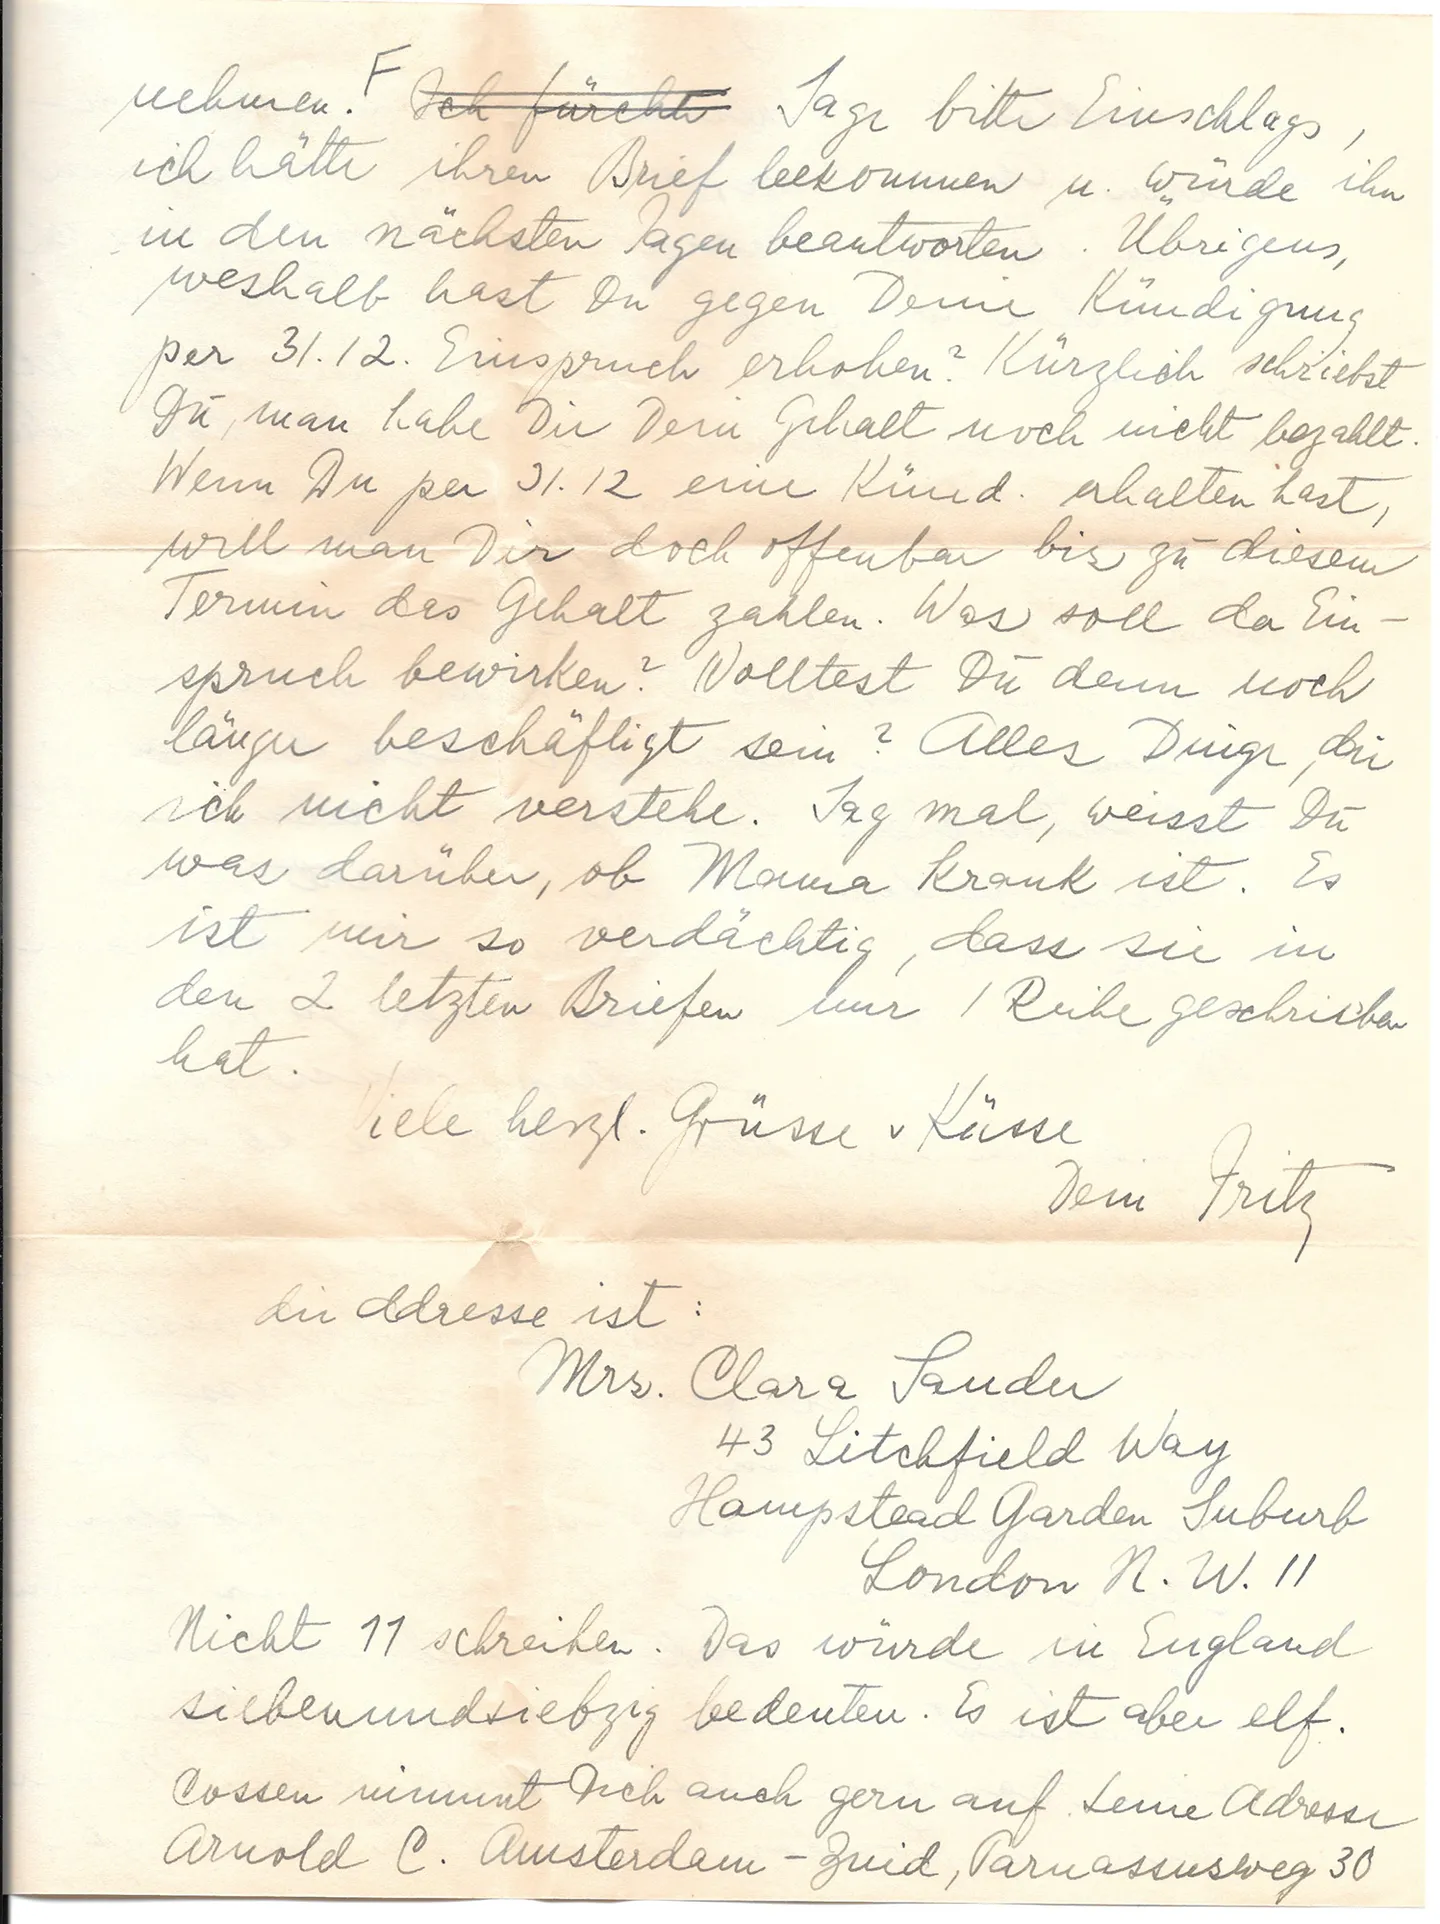 nehmen! F ~~Ich fürchte~~ Sage bitte Einschlags,
ich hätte ihren Brief bekommen u. würde ihn
in den nächsten Tagen beantworten. Übrigens,
weshalb hast Du gegen Deine Kündigung
per 31.12. Einspruch erhoben? Kürzlich schriebst
Du, man habe Dir Dein Gehalt noch nicht bezahlt.
Wenn Du per 31.12 eine Künd. erhalten hast,
will man Dir doch offenbar bis zu diesem
Termin das Gehalt zahlen. Was soll da Ein-
spruch bewirken? Wolltest Du denn noch
länger beschäftigt sein? Alles Dinge, die
ich nicht verstehe. Sag mal, weisst Du
was darüber, ob Mama krank ist. Es
ist mir so verdächtig, dass sie in
den 2 letzten Briefen nur 1 Reihe geschrieben
hat.
Viele herzl. Grüsse u Küsse
Dein Fritz
die Adresse ist:
Mrs. Clara Sander
43 Litchfield Way
Hampstead Garden Suburb
London N.W. 11
Nicht 11 schreiben. Das würde in England
siebenundsiebzig bedeuten. Es ist aber elf.
Cossen nimmt Dich auch gern auf. Seine Adresse
Arnold C. Amsterdam - Zuid, Parnassusweg 30